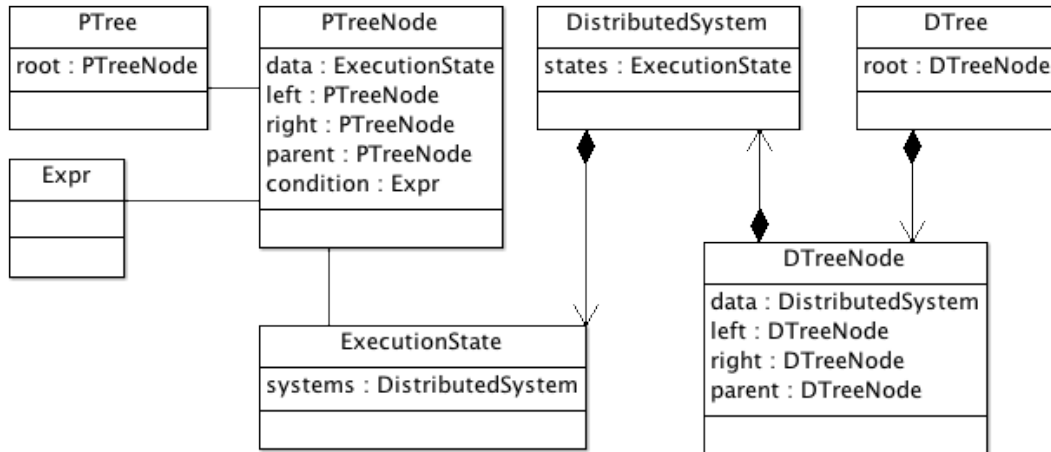 PTree
root : PTreeNode
PTreeNode
data : ExecutionState
left : PTreeNode
right : PTreeNode
parent : PTreeNode
condition : Expr
DistributedSystem
states : ExecutionState
DTree
root : DTreeNode
Expr
ExecutionState
systems : DistributedSystem
DTreeNode
data : DistributedSystem
left : DTreeNode
right : DTreeNode
parent : DTreeNode